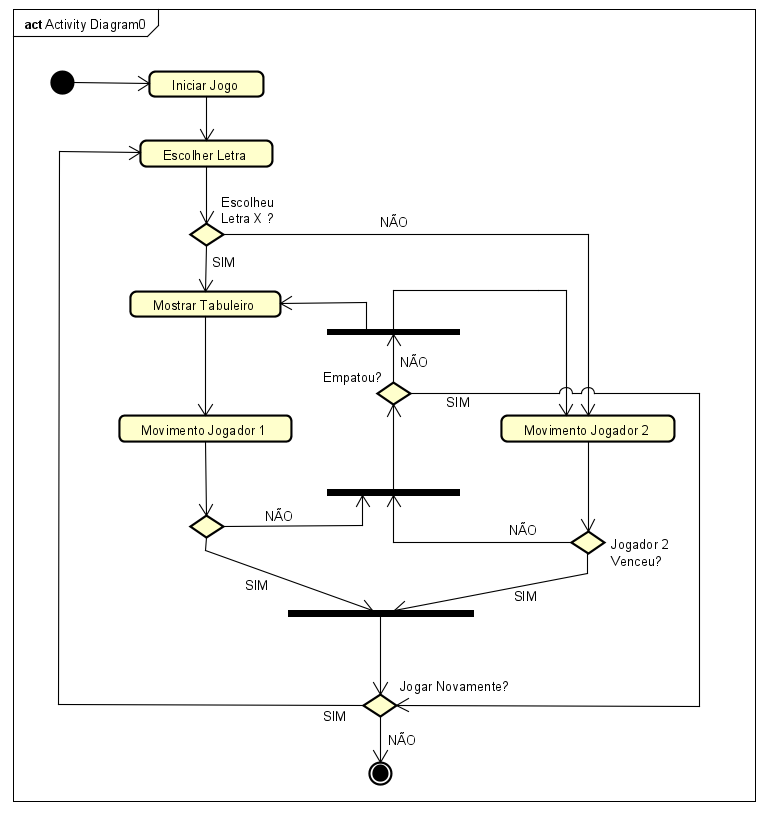 act Activity Diagram0
Iniciar Jogo
Escolher Letra
Escolheu
Letra X ?
NÃO
SIM
Mostrar Tabuleiro
NÃO
Empatou?
SIM
Movimento Jogador 1
Movimento Jogador 2
NÃO
NÃO
Jogador 2
Venceu?
SIM
SIM
Jogar Novamente?
SIM
NÃO